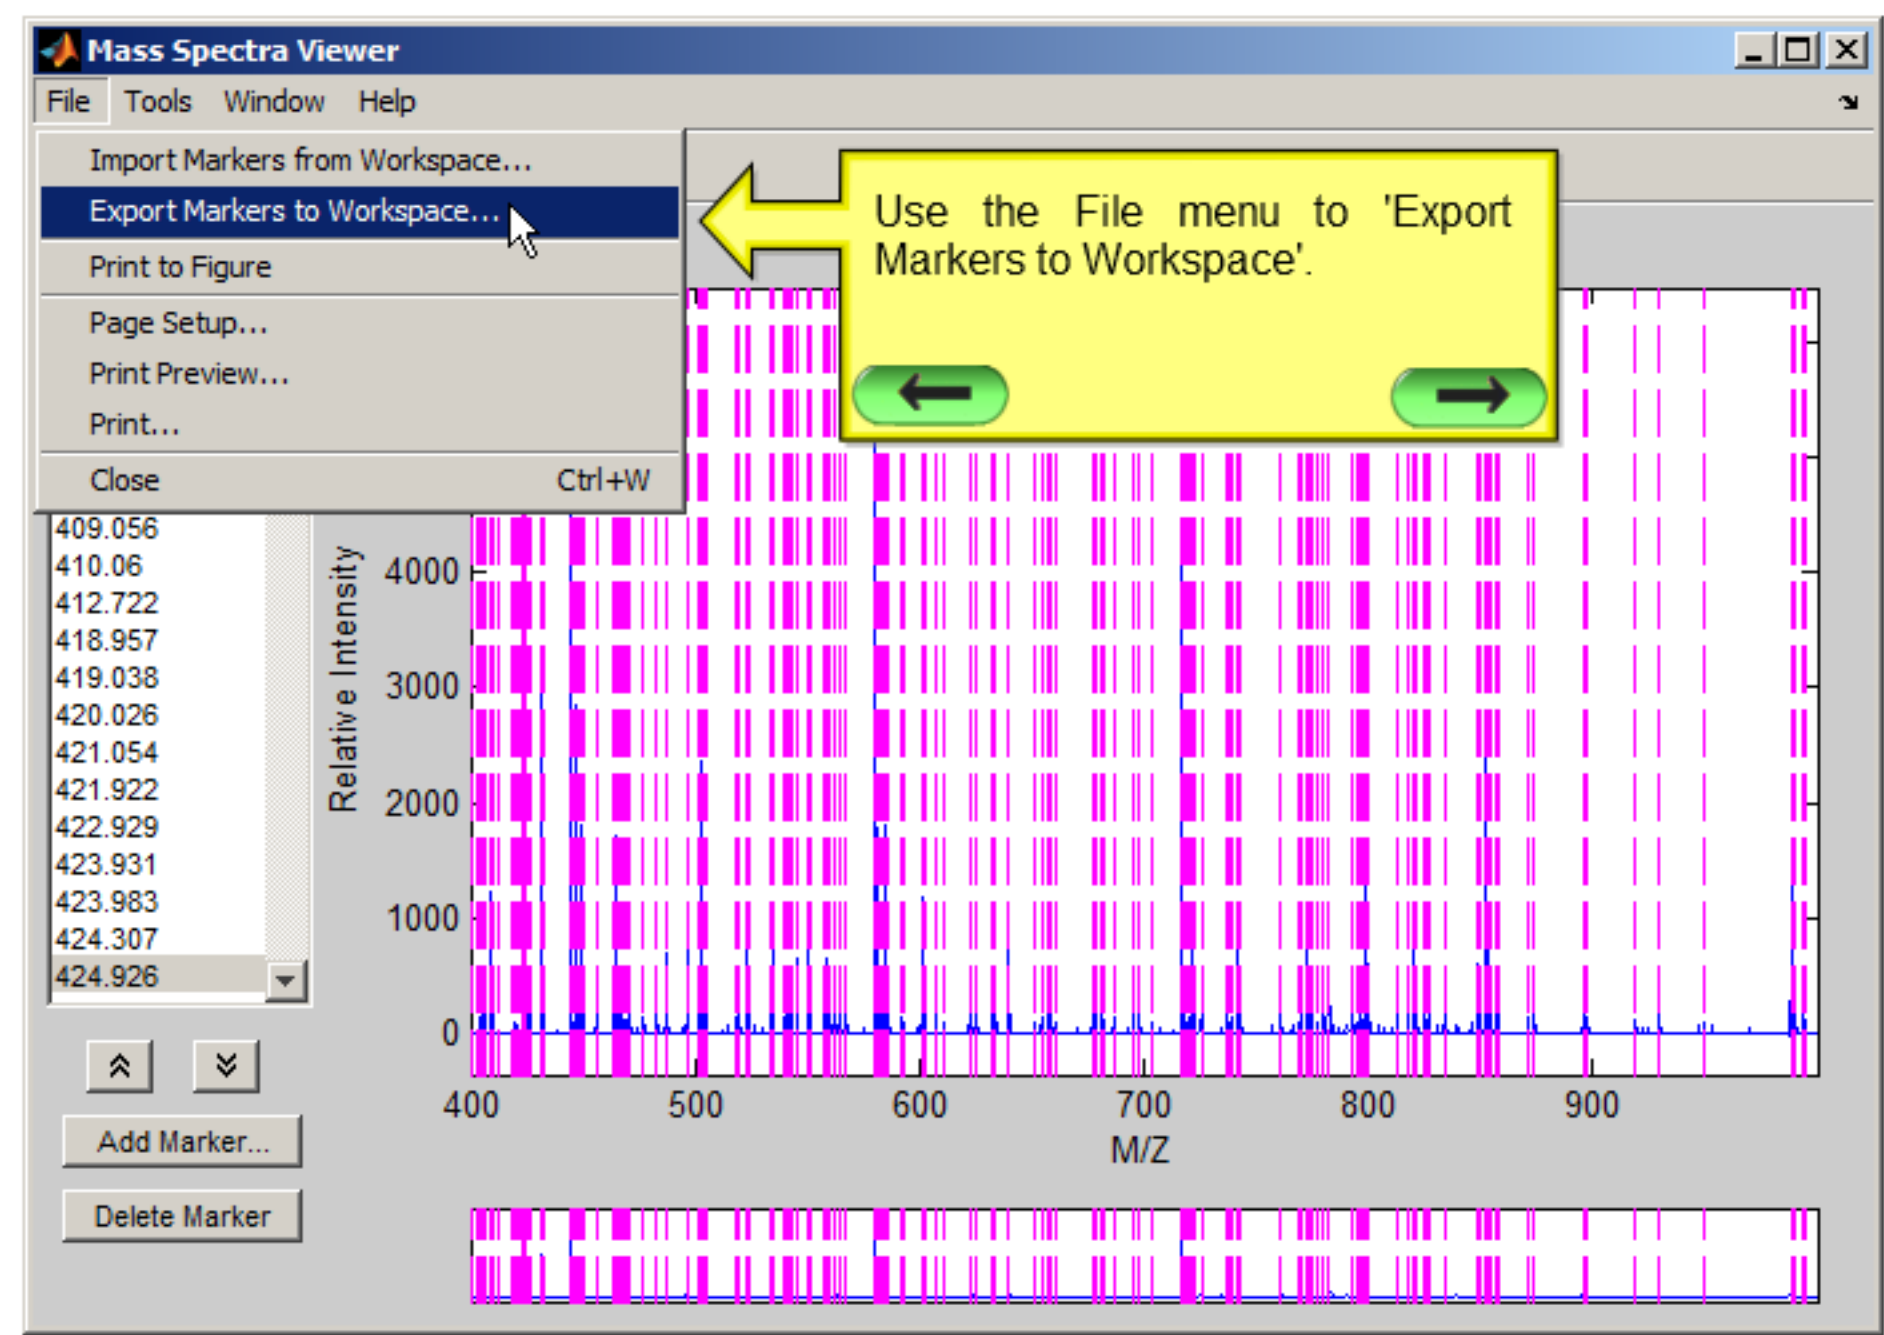 Mass Spectra Viewer
File Tools Window Help
Import Markers from Workspace...
Export Markers to Workspace...
Print to Figure
Page Setup...
Print Preview...
Print...
Close Ctrl+W
Use the File menu to 'Export
Markers to Workspace'.
409.056
410.06
412.722
418.957
419.038
420.026
421.054
421.922
422.929
423.931
423.983
424.307
424.926
Add Marker...
Delete Marker
Relative Intensity
4000
3000
2000
1000
0
400 500 600 700 800 900
M/Z